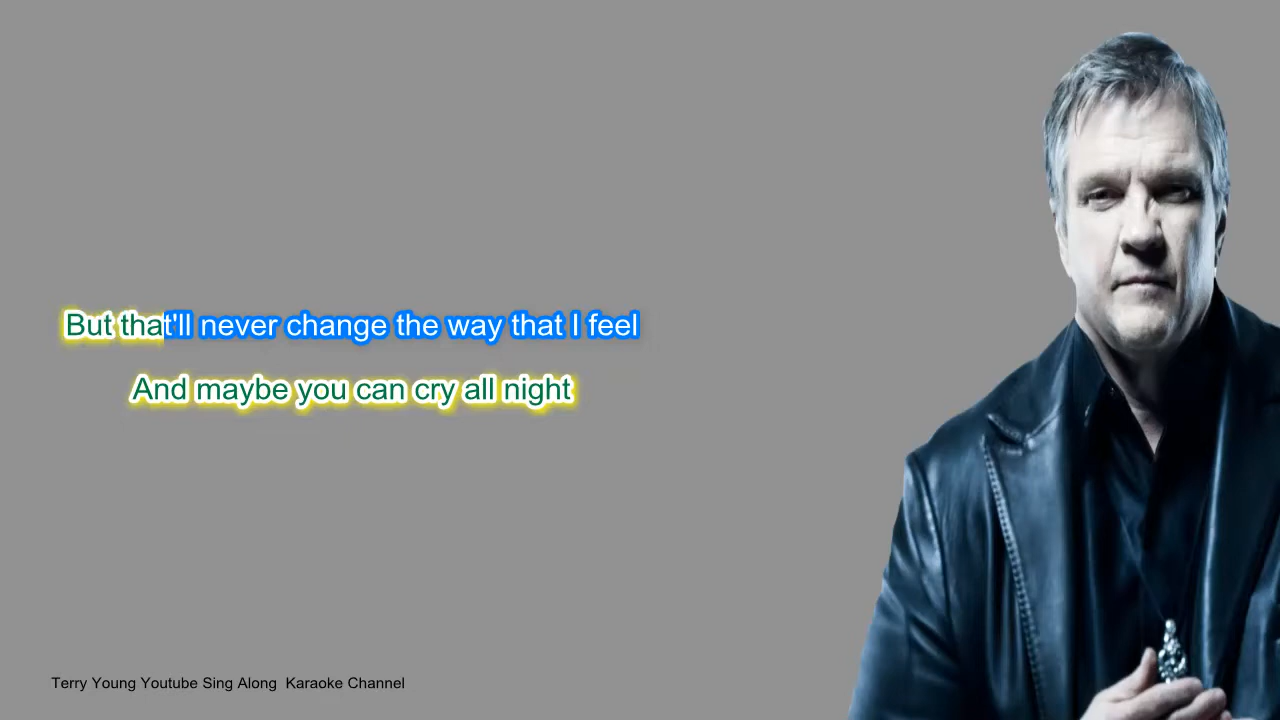 But that'll never change the way that I feel
And maybe you can cry all night
Terry Young Youtube Sing Along  Karaoke Channel